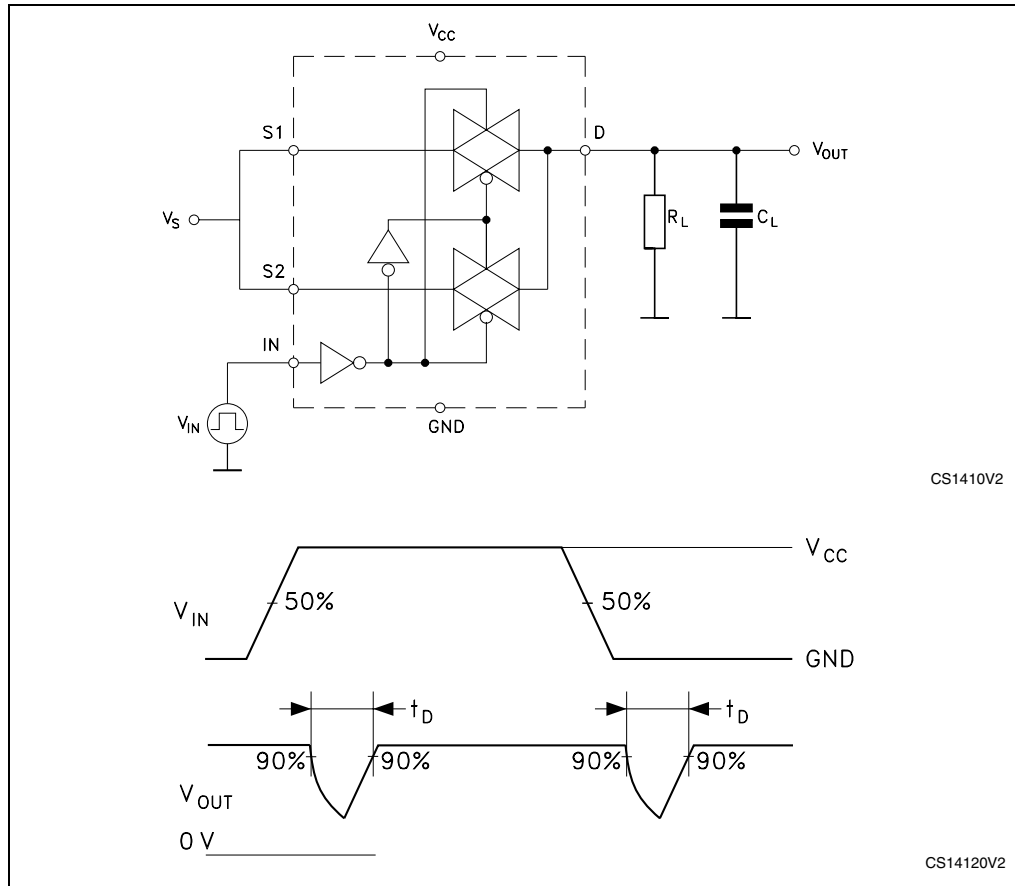 VCC
S1
D
VOUT
VS
RL
CL
S2
IN
VIN
GND
CS1410V2
VCC
50%
50%
VIN
GND
tD
tD
90%
90%
90%
90%
VOUT
0 V
CS14120V2